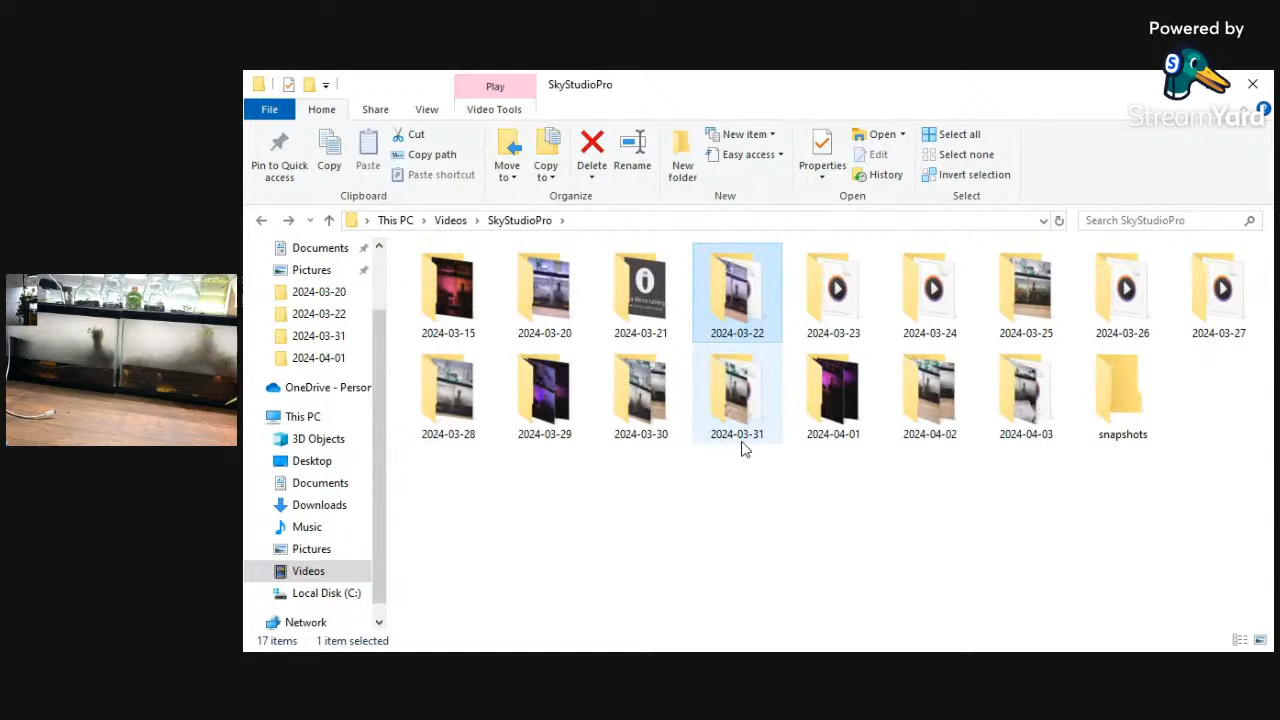 Powered by
StreamYard
Play
SkyStudioPro
File
Home
Share
View
Video Tools
Pin to Quick access
Copy
Paste
Cut
Copy path
Paste shortcut
Clipboard
Move to
Copy to
Delete
Rename
Organize
New folder
New item
Easy access
New
Properties
Open
Edit
History
Open
Select all
Select none
Invert selection
Select
This PC > Videos > SkyStudioPro >
Search SkyStudioPro
Documents
Pictures
2024-03-20
2024-03-22
2024-03-31
2024-04-01
OneDrive - Person
This PC
3D Objects
Desktop
Documents
Downloads
Music
Pictures
Videos
Local Disk (C:)
Network
2024-03-15
2024-03-20
2024-03-21
2024-03-22
2024-03-23
2024-03-24
2024-03-25
2024-03-26
2024-03-27
2024-03-28
2024-03-29
2024-03-30
2024-03-31
2024-04-01
2024-04-02
2024-04-03
snapshots
17 items
1 item selected